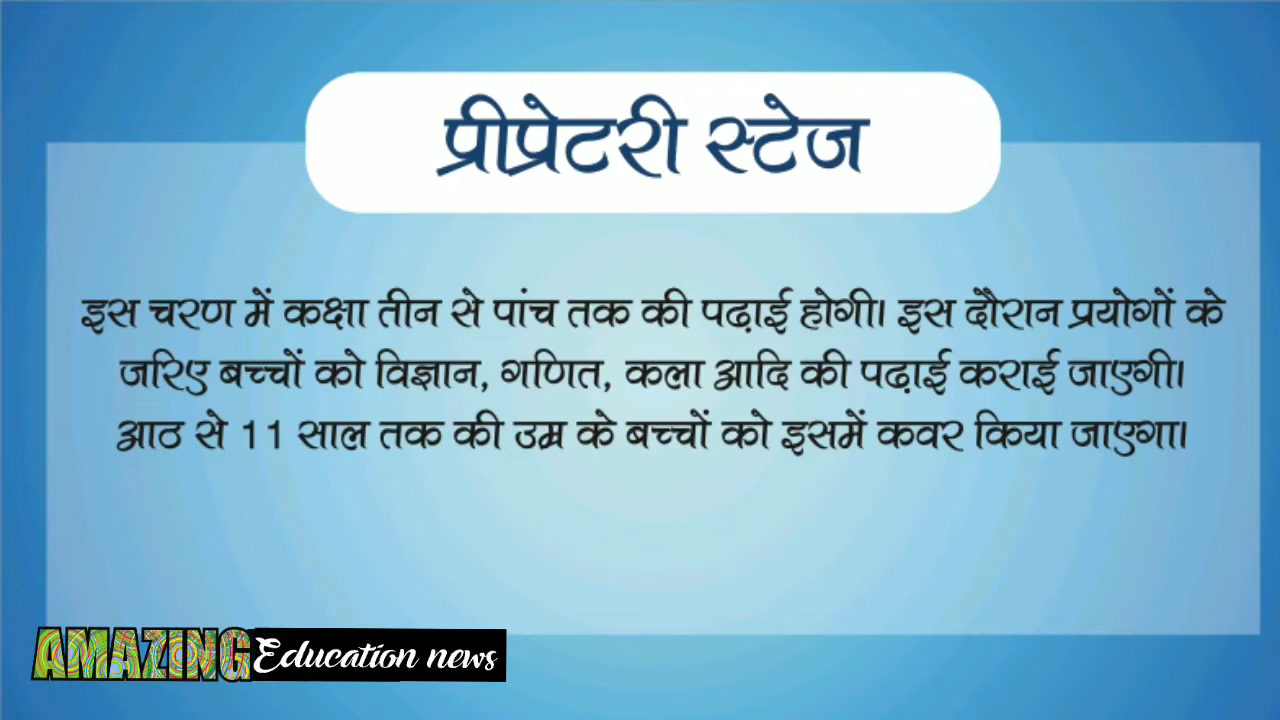 प्रीप्रेटरी स्टेज
इस चरण में कक्षा तीन से पांच तक की पढ़ाई होगी। इस दौरान प्रयोगों के
जरिए बच्चों को विज्ञान, गणित, कला आदि की पढ़ाई कराई जाएगी।
आठ से 11 साल तक की उम्र के बच्चों को इसमें कवर किया जाएगा।
AMAZING Education news